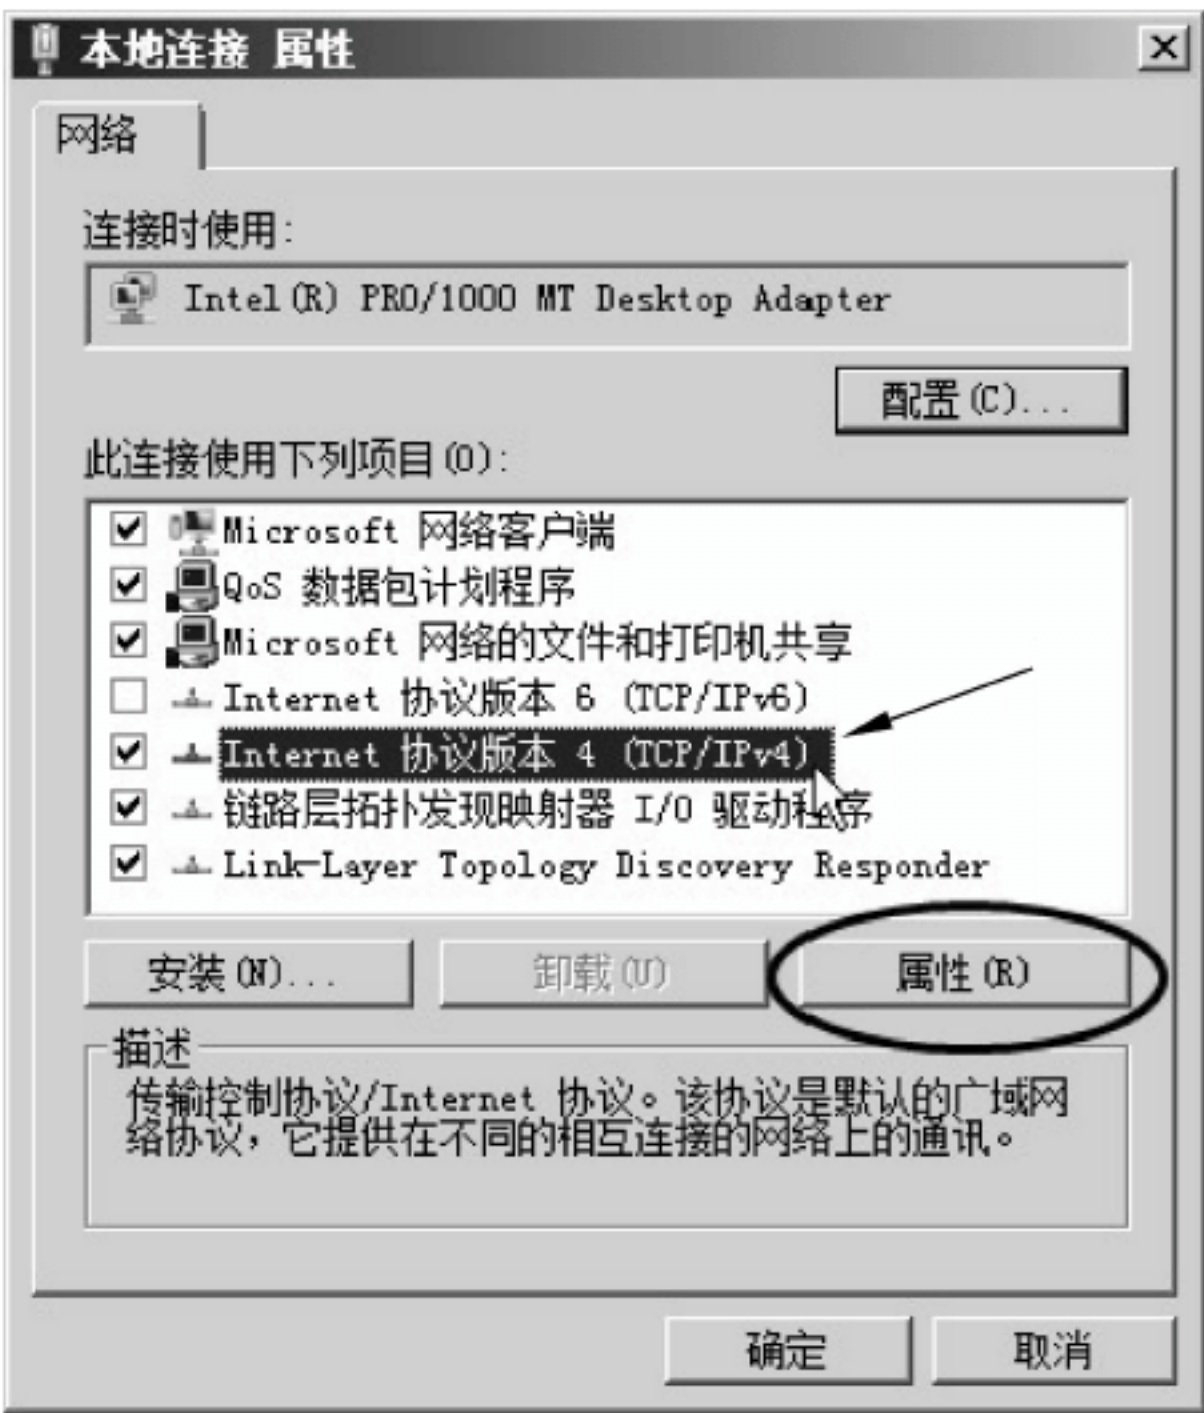 本地连接 属性
网络
连接时使用:
Intel(R) PRO/1000 MT Desktop Adapter
配置(C)...
此连接使用下列项目(O):
Microsoft 网络客户端
QoS 数据包计划程序
Microsoft 网络的文件和打印机共享
Internet 协议版本 6 (TCP/IPv6)
Internet 协议版本 4 (TCP/IPv4)
链路层拓扑发现映射器 I/O 驱动程序
Link-Layer Topology Discovery Responder
安装(N)... 卸载(U) 属性(R)
描述
传输控制协议/Internet 协议。该协议是默认的广域网
络协议，它提供在不同的相互连接的网络上的通讯。
确定 取消